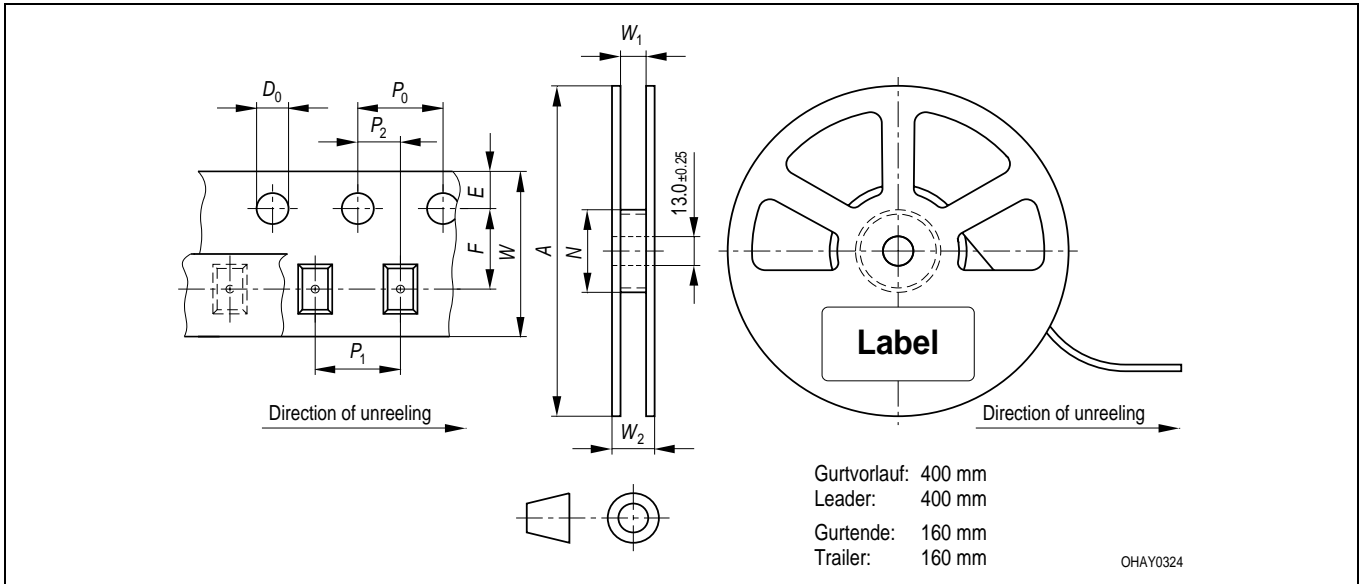 W1
D0
P0
P2
E
F
W
A
N
13.0 ±0.25
P1
Label
Direction of unreeling
W2
Direction of unreeling
Gurtvorlauf: 400 mm
Leader: 400 mm
Gurtende: 160 mm
Trailer: 160 mm
OHAY0324